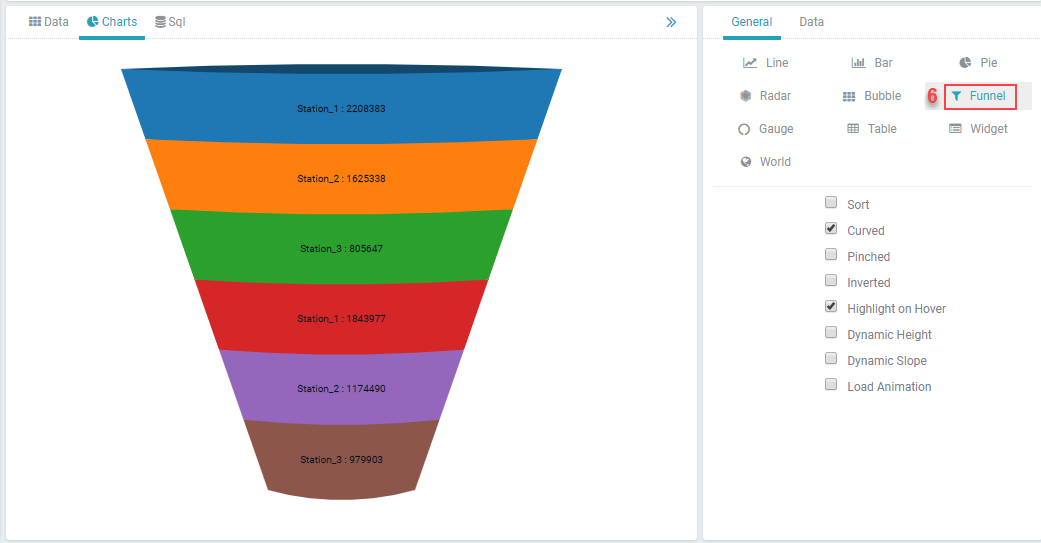 Data Charts Sql
Station_1 : 2208383
Station_2 : 1625338
Station_3 : 805647
Station_1 : 1843977
Station_2 : 1174490
Station_3 : 979903
General Data
Line Bar Pie
Radar Bubble 6 Funnel
Gauge Table Widget
World
Sort
Curved
Pinched
Inverted
Highlight on Hover
Dynamic Height
Dynamic Slope
Load Animation